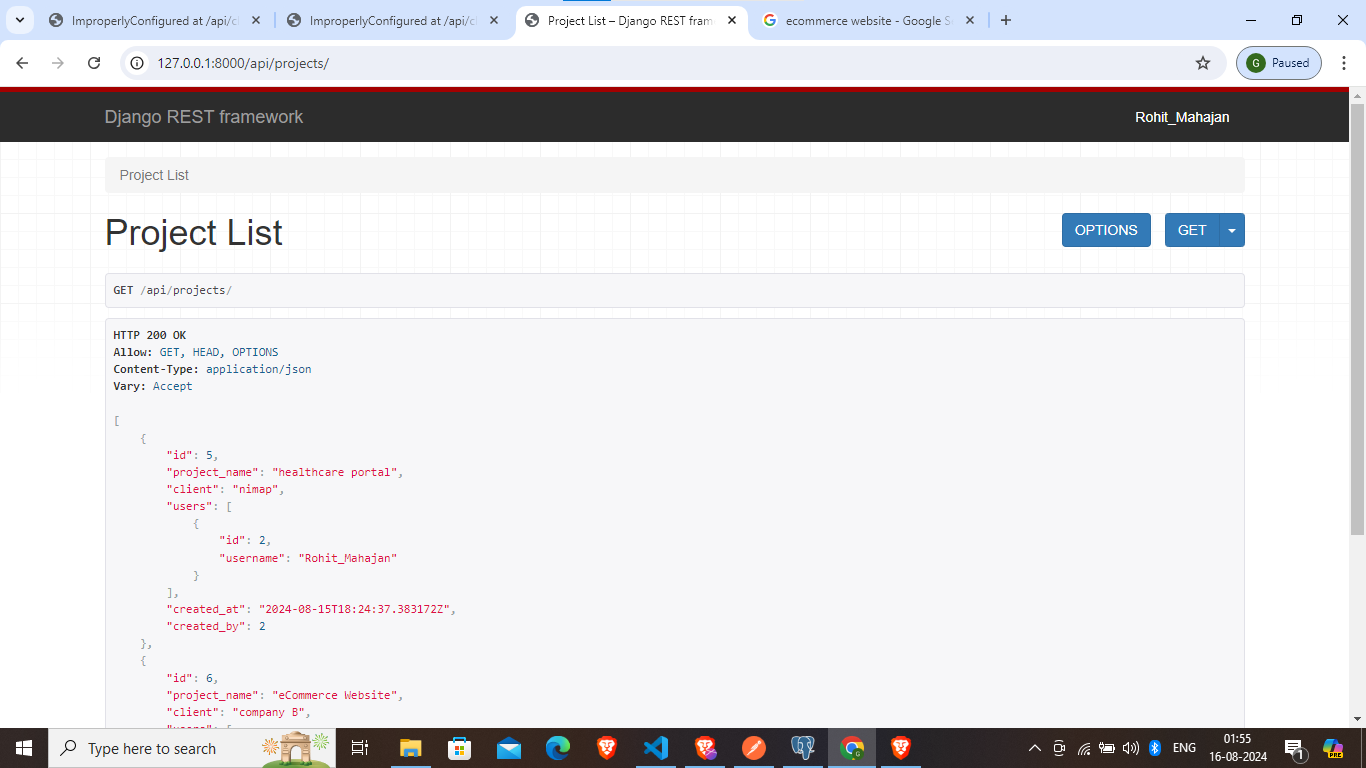 ImproperlyConfigured at /api/cl
ImproperlyConfigured at /api/cl
Project List – Django REST fram
ecommerce website - Google Se
127.0.0.1:8000/api/projects/
G Paused
Django REST framework
Rohit_Mahajan
Project List
Project List
OPTIONS
GET
GET /api/projects/
HTTP 200 OK
Allow: GET, HEAD, OPTIONS
Content-Type: application/json
Vary: Accept
[
{
"id": 5,
"project_name": "healthcare portal",
"client": "nimap",
"users": [
{
"id": 2,
"username": "Rohit_Mahajan"
}
],
"created_at": "2024-08-15T18:24:37.383172Z",
"created_by": 2
},
{
"id": 6,
"project_name": "eCommerce Website",
"client": "company B",
"users": [
Type here to search
ENG
01:55
16-08-2024
1
PRE